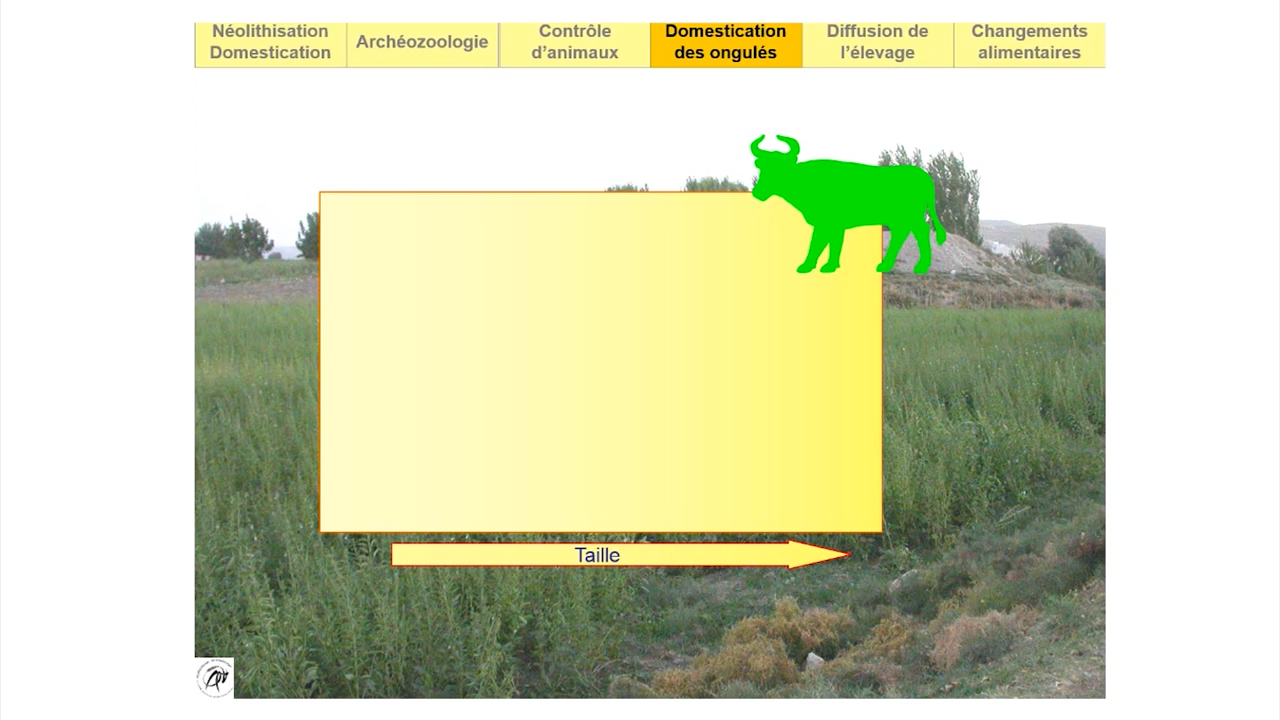 Néolithisation
Domestication
Archéozoologie
Contrôle
d’animaux
Domestication
des ongulés
Diffusion de
l’élevage
Changements
alimentaires
Taille